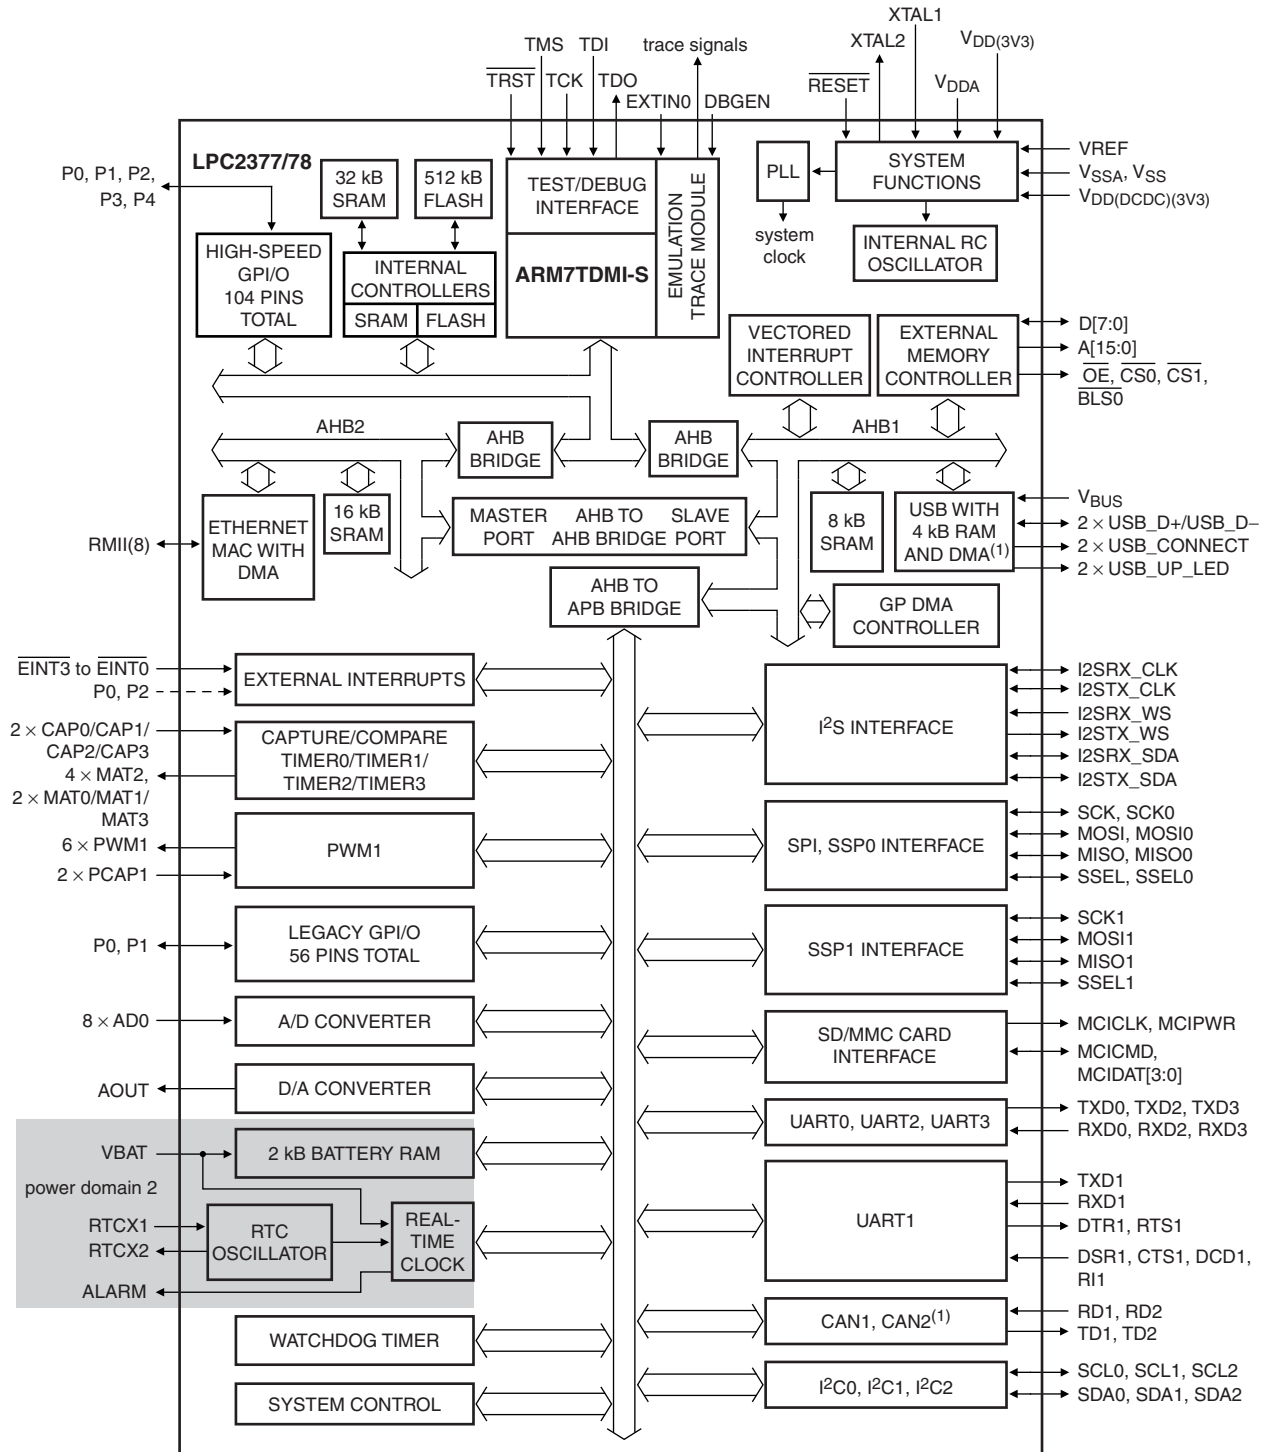 XTAL1
XTAL2
VDD(3V3)
TMS TDI trace signals
TRST TCK TDO
RESET VDDA
EXTIN0 DBGEN
LPC2377/78
P0, P1, P2,
P3, P4
32 kB
SRAM
512 kB
FLASH
TEST/DEBUG
INTERFACE
EMULATION
TRACE MODULE
ARM7TDMI-S
PLL
SYSTEM
FUNCTIONS
VREF
VSSA, VSS
VDD(DCDC)(3V3)
system
clock
INTERNAL RC
OSCILLATOR
HIGH-SPEED
GPI/O
104 PINS
TOTAL
INTERNAL
CONTROLLERS
SRAM FLASH
VECTORED
INTERRUPT
CONTROLLER
EXTERNAL
MEMORY
CONTROLLER
D[7:0]
A[15:0]
OE, CS0, CS1,
BLS0
AHB2
AHB
BRIDGE
AHB
BRIDGE
AHB1
ETHERNET
MAC WITH
DMA
RMII(8)
16 kB
SRAM
MASTER
PORT
AHB TO
AHB BRIDGE
SLAVE
PORT
8 kB
SRAM
USB WITH
4 kB RAM
AND DMA(1)
VBUS
2 × USB_D+/USB_D−
2 × USB_CONNECT
2 × USB_UP_LED
AHB TO
APB BRIDGE
GP DMA
CONTROLLER
EINT3 to EINT0
P0, P2
EXTERNAL INTERRUPTS
2 × CAP0/CAP1/
CAP2/CAP3
4 × MAT2,
2 × MAT0/MAT1/
MAT3
CAPTURE/COMPARE
TIMER0/TIMER1/
TIMER2/TIMER3
6 × PWM1
2 × PCAP1
PWM1
P0, P1
LEGACY GPI/O
56 PINS TOTAL
8 × AD0
A/D CONVERTER
AOUT
D/A CONVERTER
VBAT
2 kB BATTERY RAM
power domain 2
RTCX1
RTCX2
RTC
OSCILLATOR
REAL-
TIME
CLOCK
ALARM
WATCHDOG TIMER
SYSTEM CONTROL
I2S INTERFACE
I2SRX_CLK
I2STX_CLK
I2SRX_WS
I2STX_WS
I2SRX_SDA
I2STX_SDA
SPI, SSP0 INTERFACE
SCK, SCK0
MOSI, MOSI0
MISO, MISO0
SSEL, SSEL0
SSP1 INTERFACE
SCK1
MOSI1
MISO1
SSEL1
SD/MMC CARD
INTERFACE
MCICLK, MCIPWR
MCICMD,
MCIDAT[3:0]
UART0, UART2, UART3
TXD0, TXD2, TXD3
RXD0, RXD2, RXD3
UART1
TXD1
RXD1
DTR1, RTS1
DSR1, CTS1, DCD1,
RI1
CAN1, CAN2(1)
RD1, RD2
TD1, TD2
I2C0, I2C1, I2C2
SCL0, SCL1, SCL2
SDA0, SDA1, SDA2